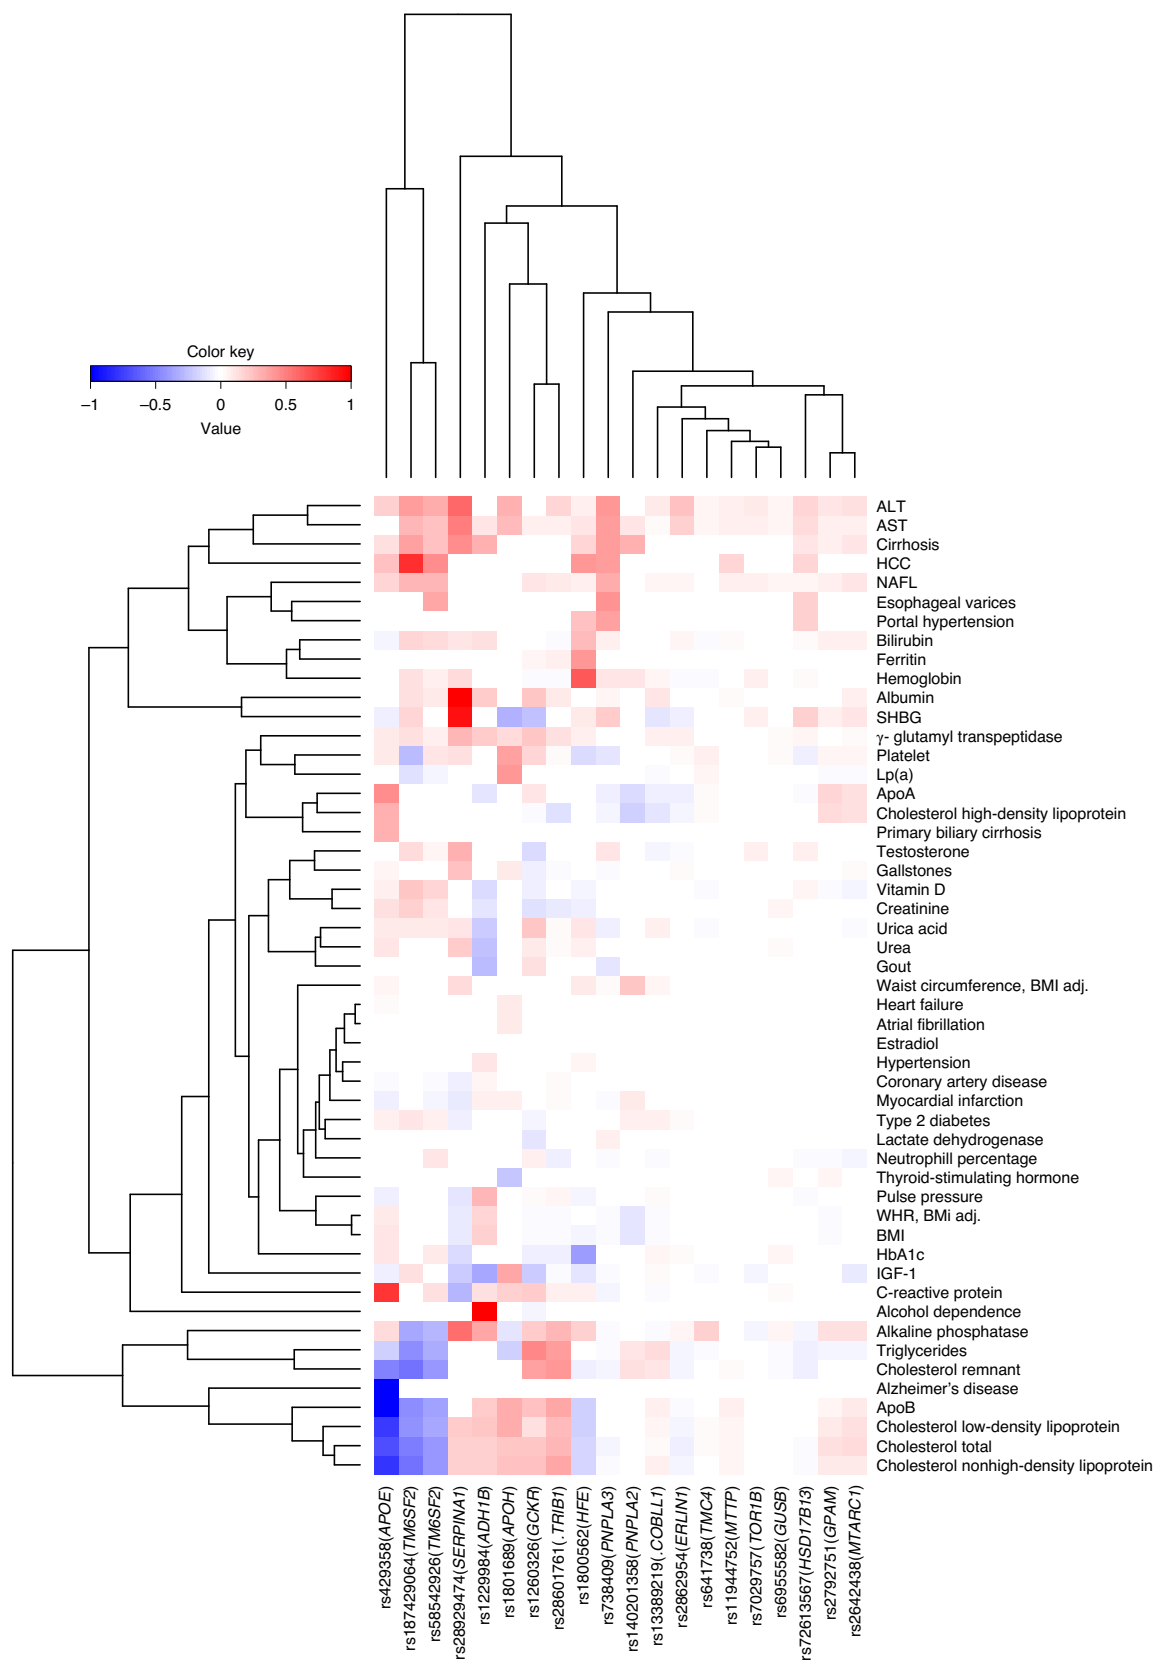 Color key
−1
−0.5
0
0.5
1
Value
ALT
AST
Cirrhosis
HCC
NAFL
Esophageal varices
Portal hypertension
Bilirubin
Ferritin
Hemoglobin
Albumin
SHBG
γ- glutamyl transpeptidase
Platelet
Lp(a)
ApoA
Cholesterol high-density lipoprotein
Primary biliary cirrhosis
Testosterone
Gallstones
Vitamin D
Creatinine
Urica acid
Urea
Gout
Waist circumference, BMI adj.
Heart failure
Atrial fibrillation
Estradiol
Hypertension
Coronary artery disease
Myocardial infarction
Type 2 diabetes
Lactate dehydrogenase
Neutrophill percentage
Thyroid-stimulating hormone
Pulse pressure
WHR, BMi adj.
BMI
HbA1c
IGF-1
C-reactive protein
Alcohol dependence
Alkaline phosphatase
Triglycerides
Cholesterol remnant
Alzheimer's disease
ApoB
Cholesterol low-density lipoprotein
Cholesterol total
Cholesterol nonhigh-density lipoprotein
rs429358(APOE)
rs187429064(TM6SF2)
rs58542926(TM6SF2)
rs28929474(SERPINA1)
rs1229984(ADH1B)
rs1801689(APOH)
rs1260326(GCKR)
rs28601761(.TRIB1)
rs1800562(HFE)
rs738409(PNPLA3)
rs140201358(PNPLA2)
rs13389219(.COBLL1)
rs2862954(ERLIN1)
rs641738(TMC4)
rs11944752(MTTP)
rs7029757(TOR1B)
rs6955582(GUSB)
rs72613567(HSD17B13)
rs2792751(GPAM)
rs2642438(MTARC1)